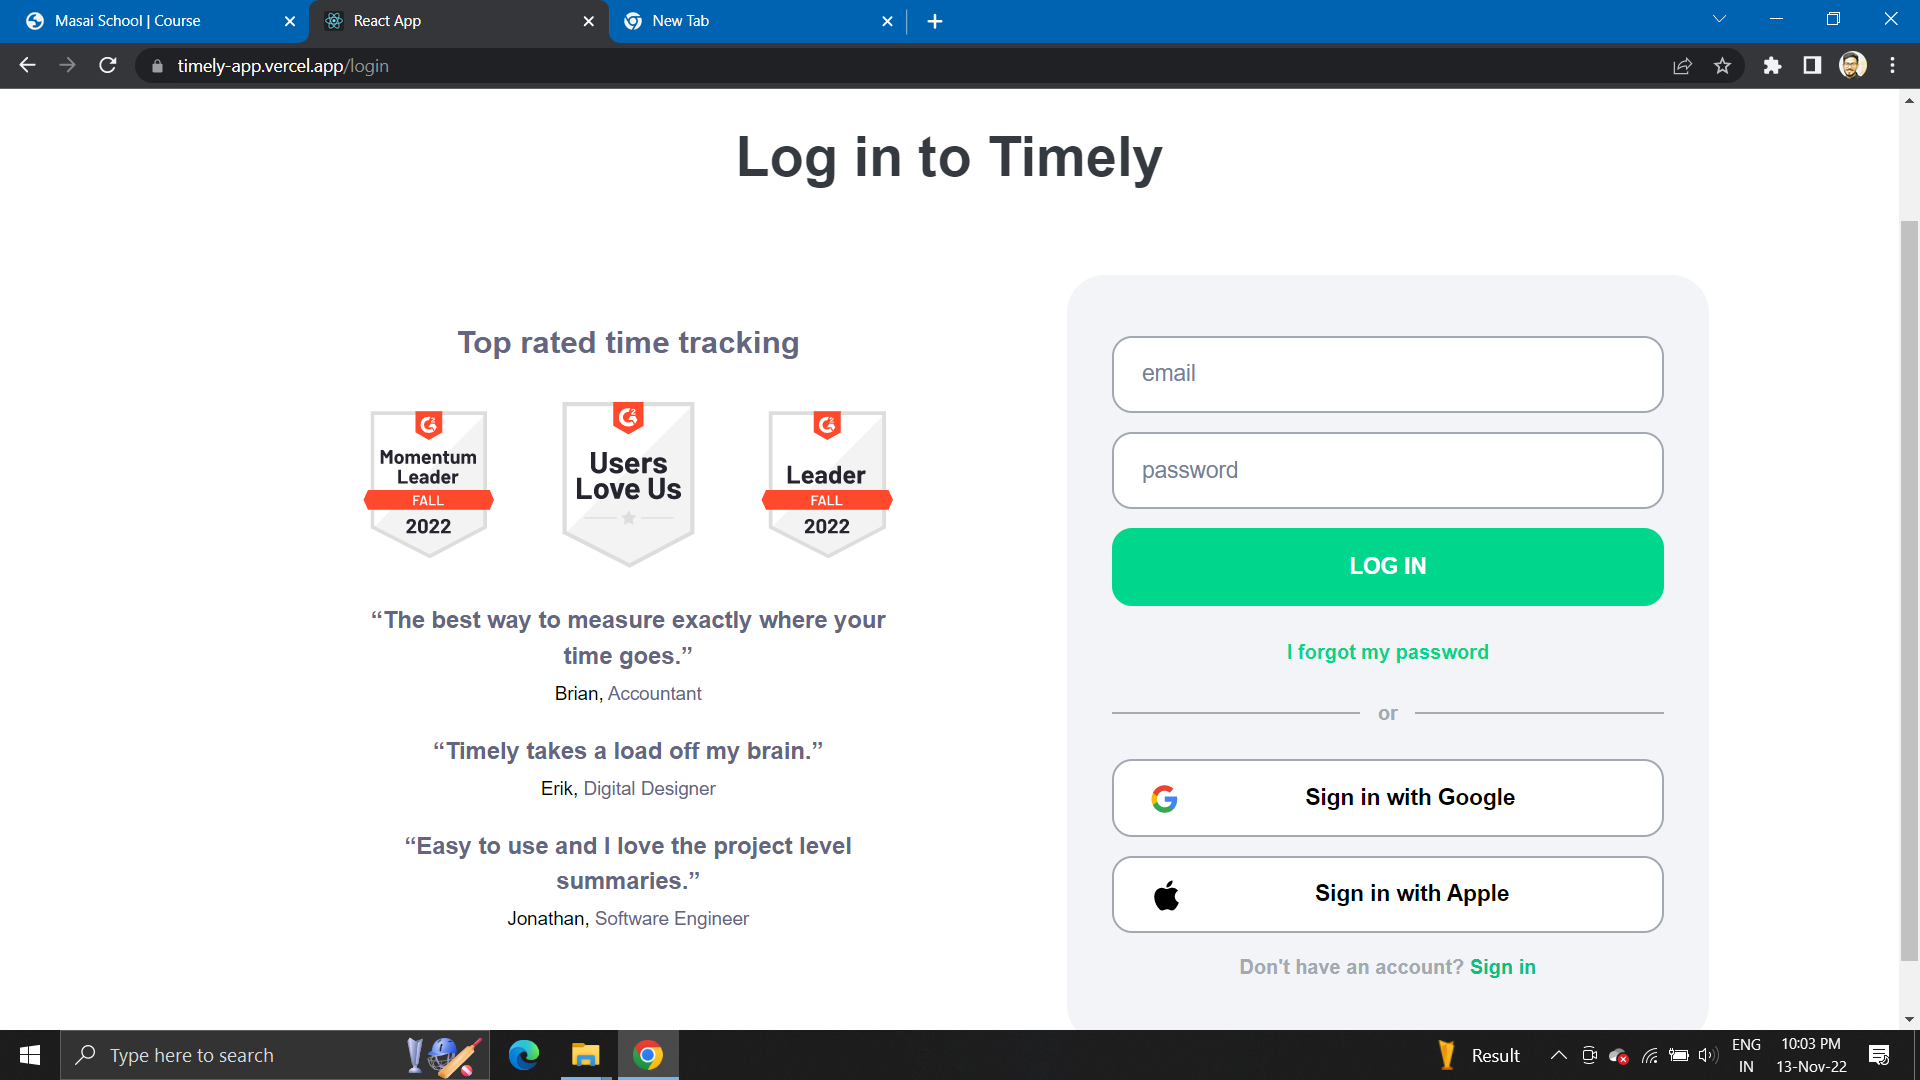 Masai School | Course
React App
New Tab
timely-app.vercel.app/login
Log in to Timely
Top rated time tracking
Momentum
Leader
FALL
2022
Users
Love Us
Leader
FALL
2022
“The best way to measure exactly where your
time goes.”
Brian, Accountant
“Timely takes a load off my brain.”
Erik, Digital Designer
“Easy to use and I love the project level
summaries.”
Jonathan, Software Engineer
email
password
LOG IN
I forgot my password
or
Sign in with Google
Sign in with Apple
Don't have an account? Sign in
Type here to search
Result
ENG
IN
10:03 PM
13-Nov-22